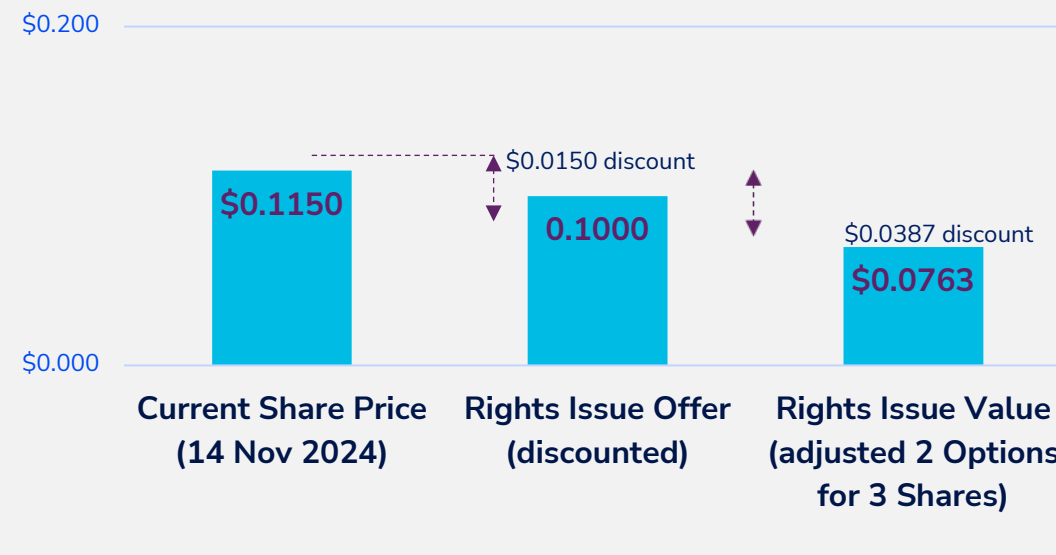 $0.200
$0.0150 discount
$0.1150
0.1000
$0.0387 discount
$0.0763
$0.000
Current Share Price
(14 Nov 2024)
Rights Issue Offer
(discounted)
Rights Issue Value
(adjusted 2 Options
for 3 Shares)